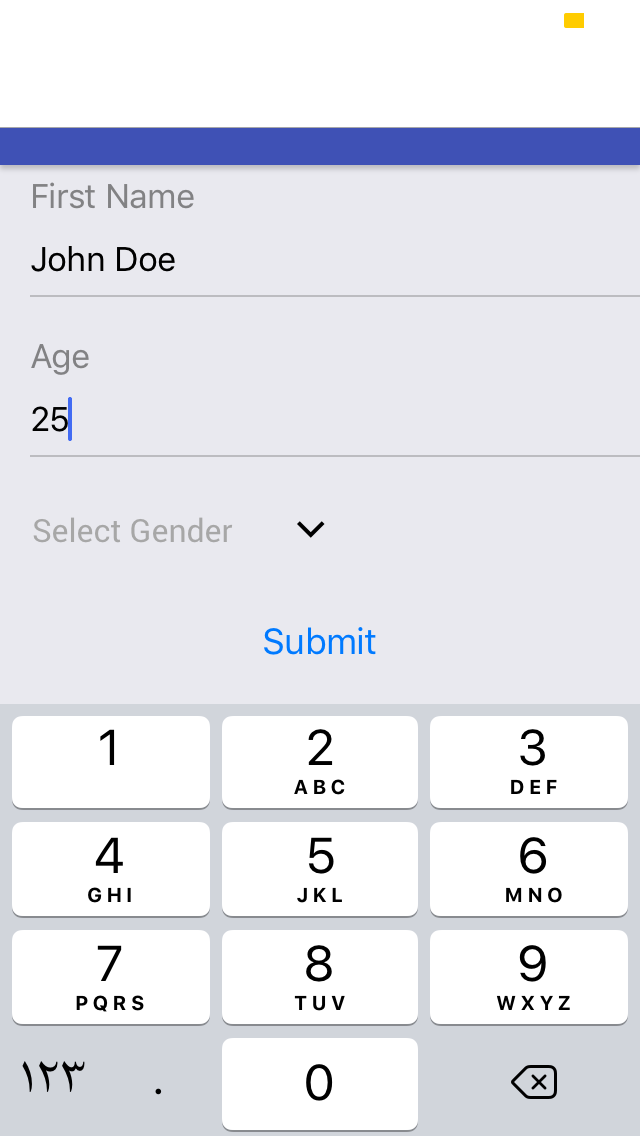 First Name
John Doe
Age
25
Select Gender
Submit
1 2 3
ABC DEF
4 5 6
GHI JKL MNO
7 8 9
PQRS TUV WXYZ
١٢٣ . 0